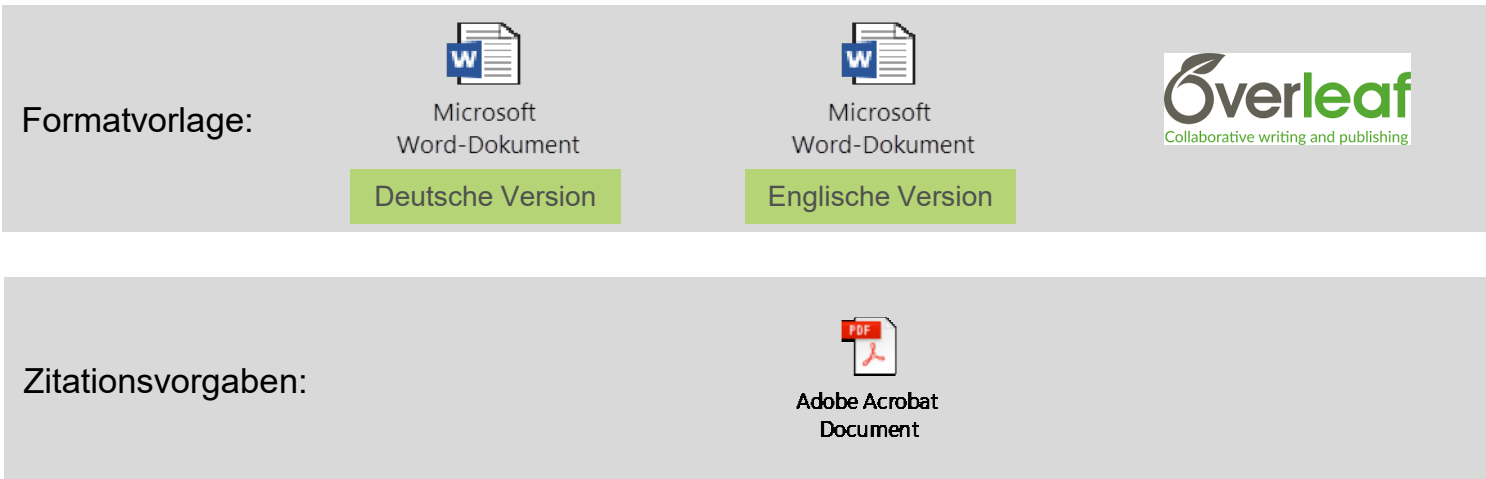 Formatvorlage:
W
Microsoft
Word-Dokument
Deutsche Version
W
Microsoft
Word-Dokument
Englische Version
Overleaf
Collaborative writing and publishing
Zitationsvorgaben:
PDF
Adobe Acrobat
Document